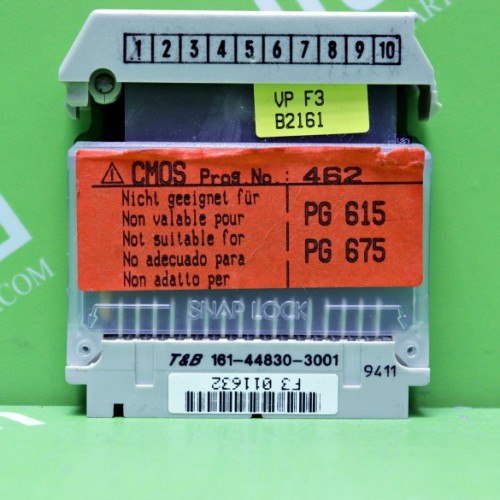 1 2 3 4 5 6 7 8 9 10
VP F3
B2161
CMOS Prog.No.: 462
Nicht geeignet für
Non valable pour
Not suitable for
No adecuado para
Non adatto per
PG 615
PG 675
SNAP LOCK
T&B 161-44830-3001
9411
F3 011632
.COM